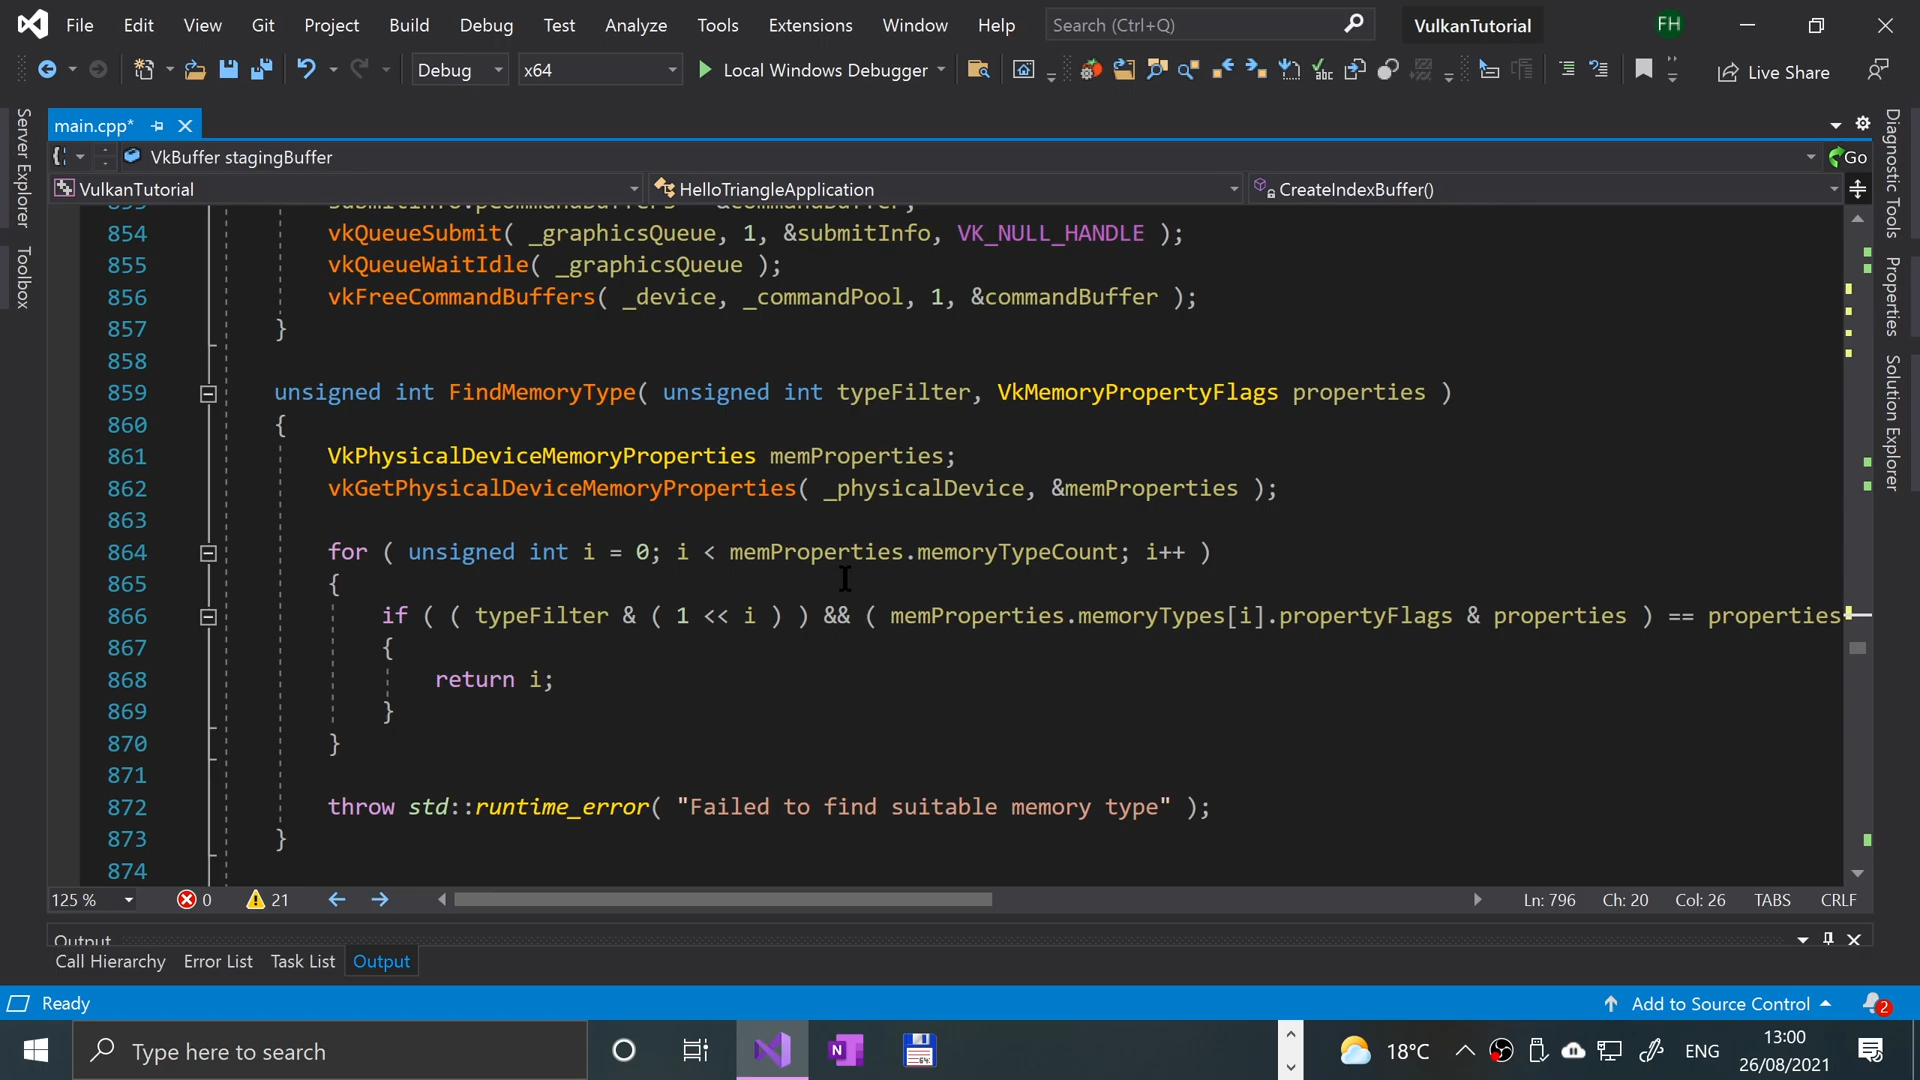 File Edit View Git Project Build Debug Test Analyze Tools Extensions Window Help Search (Ctrl+Q) VulkanTutorial FH
Debug x64 Local Windows Debugger Live Share
main.cpp*
VkBuffer stagingBuffer Go
VulkanTutorial HelloTriangleApplication CreateIndexBuffer()
Server Explorer
Toolbox
Diagnostic Tools
Properties
Solution Explorer
854 vkQueueSubmit( _graphicsQueue, 1, &submitInfo, VK_NULL_HANDLE );
855 vkQueueWaitIdle( _graphicsQueue );
856 vkFreeCommandBuffers( _device, _commandPool, 1, &commandBuffer );
857 }
858
859 unsigned int FindMemoryType( unsigned int typeFilter, VkMemoryPropertyFlags properties )
860 {
861 VkPhysicalDeviceMemoryProperties memProperties;
862 vkGetPhysicalDeviceMemoryProperties( _physicalDevice, &memProperties );
863
864 for ( unsigned int i = 0; i < memProperties.memoryTypeCount; i++ )
865 {
866 if ( ( typeFilter & ( 1 << i ) ) && ( memProperties.memoryTypes[i].propertyFlags & properties ) == properties
867 {
868 return i;
869 }
870 }
871
872 throw std::runtime_error( "Failed to find suitable memory type" );
873 }
874
125 % 0 21 Ln: 796 Ch: 20 Col: 26 TABS CRLF
Output
Call Hierarchy Error List Task List Output
Ready Add to Source Control 2
Type here to search 18°C ENG 13:00
26/08/2021